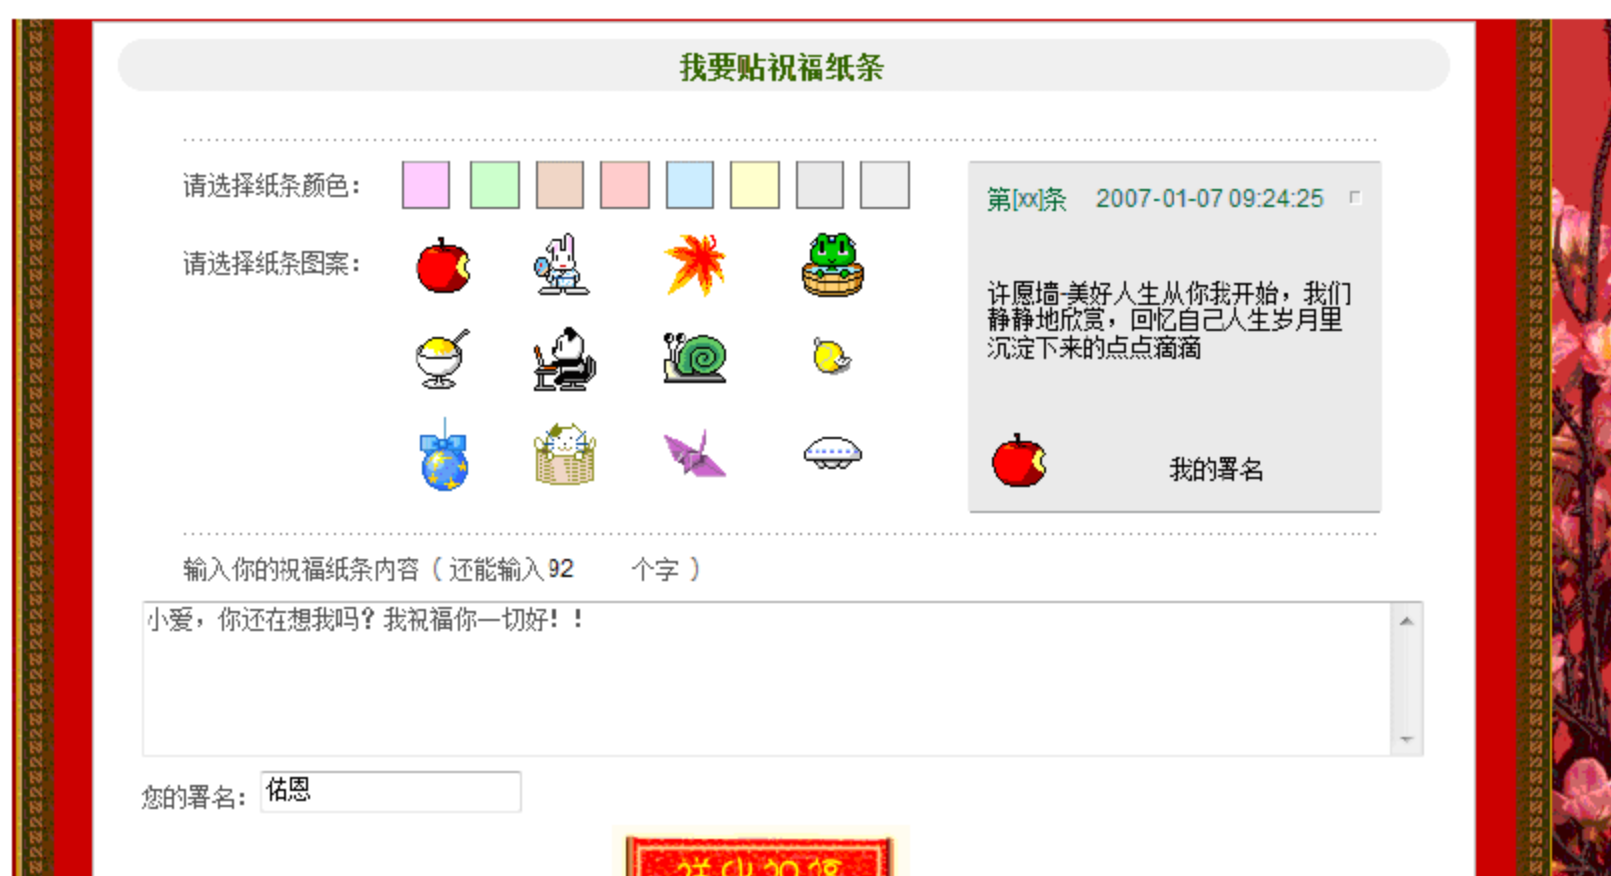 我要贴祝福纸条
请选择纸条颜色：
请选择纸条图案：
第[xx]条 2007-01-07 09:24:25
许愿墙-美好人生从你我开始，我们
静静地欣赏，回忆自己人生岁月里
沉淀下来的点点滴滴
我的署名
输入你的祝福纸条内容（还能输入92 个字）
小爱，你还在想我吗？我祝福你一切好！！
您的署名：佑恩